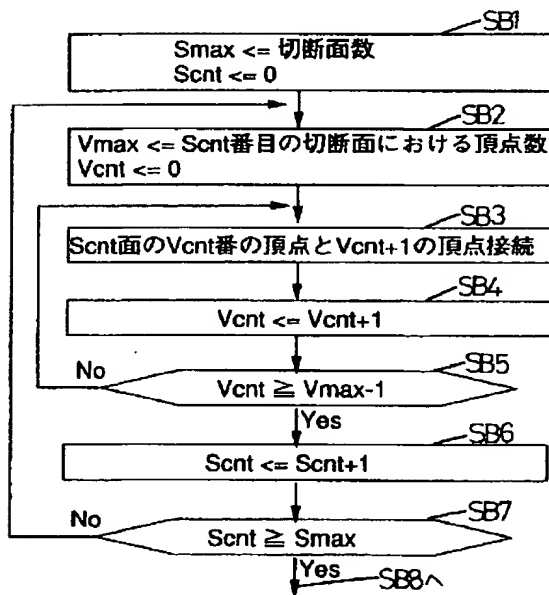 SB1
Smax <= 切断面数
Scnt <= 0
SB2
Vmax <= Scnt番目の切断面における頂点数
Vcnt <= 0
SB3
Scnt面のVcnt番の頂点とVcnt+1の頂点接続
SB4
Vcnt <= Vcnt+1
SB5
No
Vcnt ≧ Vmax-1
Yes
SB6
Scnt <= Scnt+1
SB7
No
Scnt ≧ Smax
Yes
SB8へ